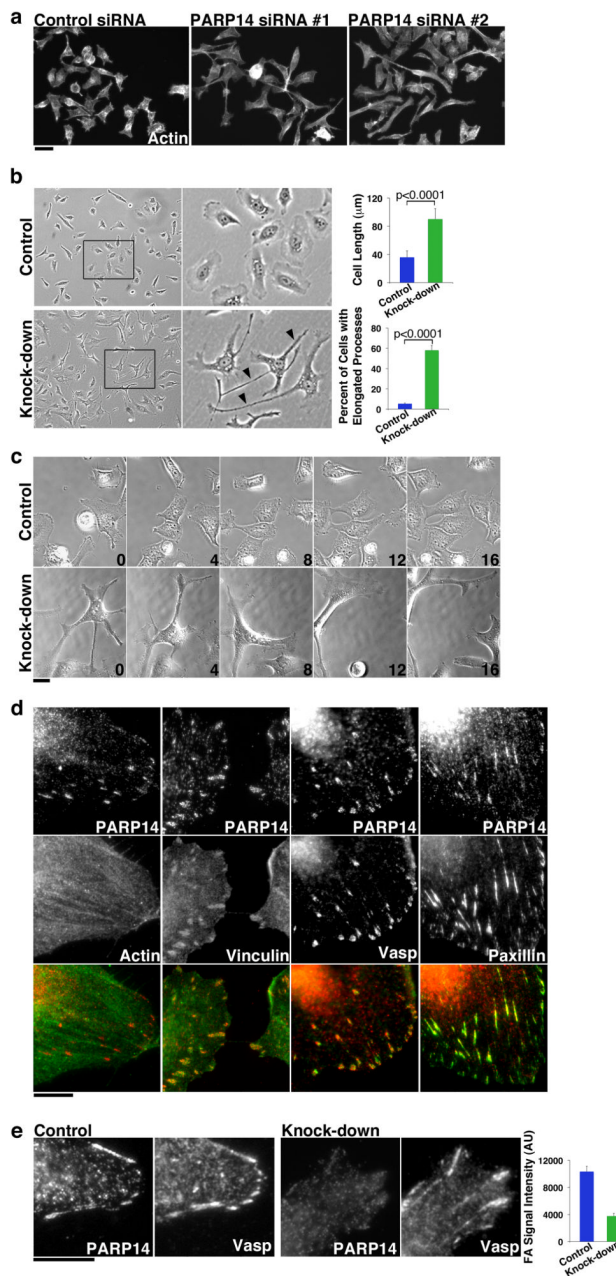 a
Control siRNA PARP14 siRNA #1 PARP14 siRNA #2
Actin
b
Control
Knock-down
p<0.0001
Cell Length (µm)
120
80
40
0
Control
Knock-down
p<0.0001
Percent of Cells with
Elongated Processes
80
60
40
20
0
Control
Knock-down
c
Control
0 4 8 12 16
Knock-down
0 4 8 12 16
d
PARP14 PARP14 PARP14 PARP14
Actin Vinculin Vasp Paxillin
e
Control Knock-down
PARP14 Vasp PARP14 Vasp
FA Signal Intensity (AU)
12000
8000
4000
0
Control
Knock-down